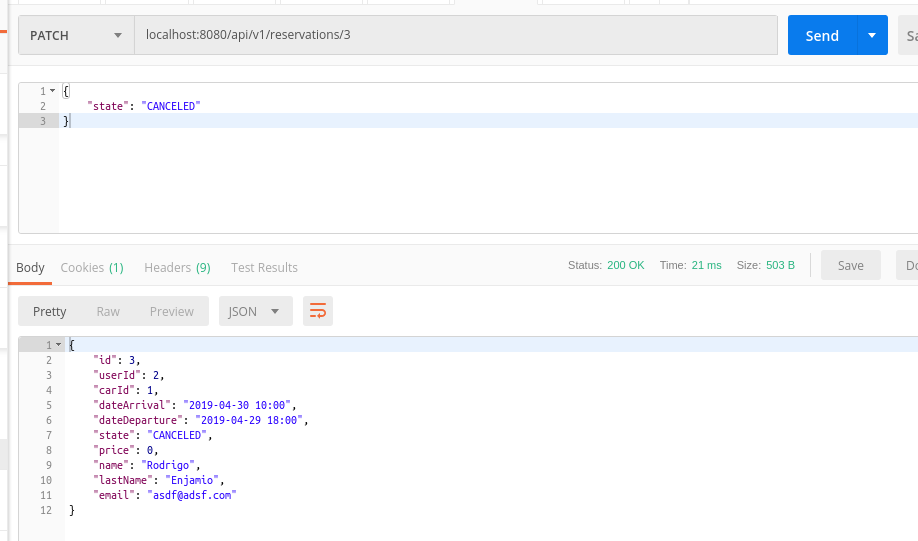 PATCH localhost:8080/api/v1/reservations/3 Send
1 {
2 "state": "CANCELED"
3 }
Body Cookies (1) Headers (9) Test Results Status: 200 OK Time: 21 ms Size: 503 B Save
Pretty Raw Preview JSON
1 {
2 "id": 3,
3 "userId": 2,
4 "carId": 1,
5 "dateArrival": "2019-04-30 10:00",
6 "dateDeparture": "2019-04-29 18:00",
7 "state": "CANCELED",
8 "price": 0,
9 "name": "Rodrigo",
10 "lastName": "Enjamio",
11 "email": "asdf@adsf.com"
12 }